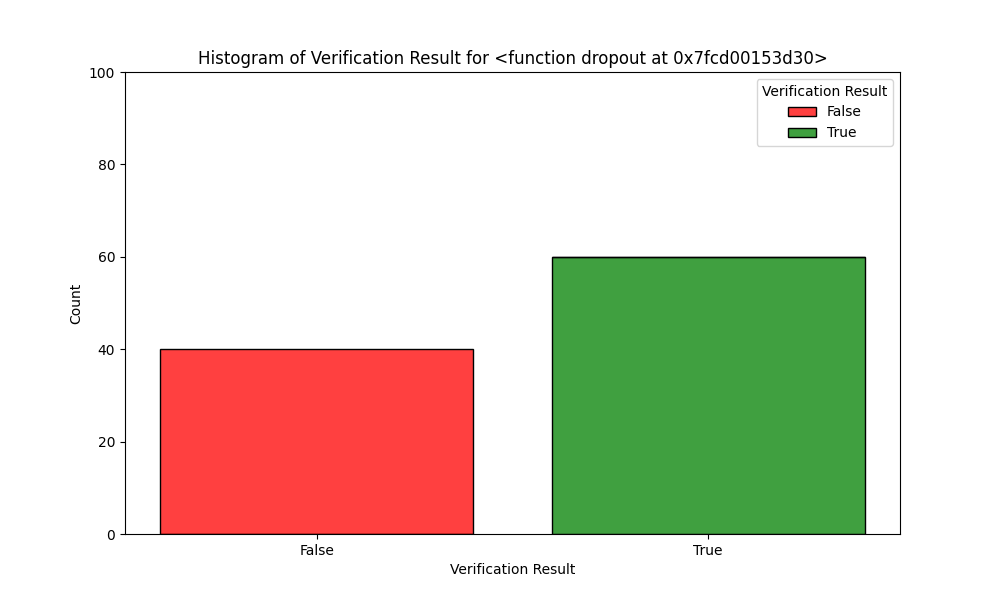 Histogram of Verification Result for <function dropout at 0x7fcd00153d30>
100
80
60
40
20
0
Count
Verification Result
False
True
False
True
Verification Result